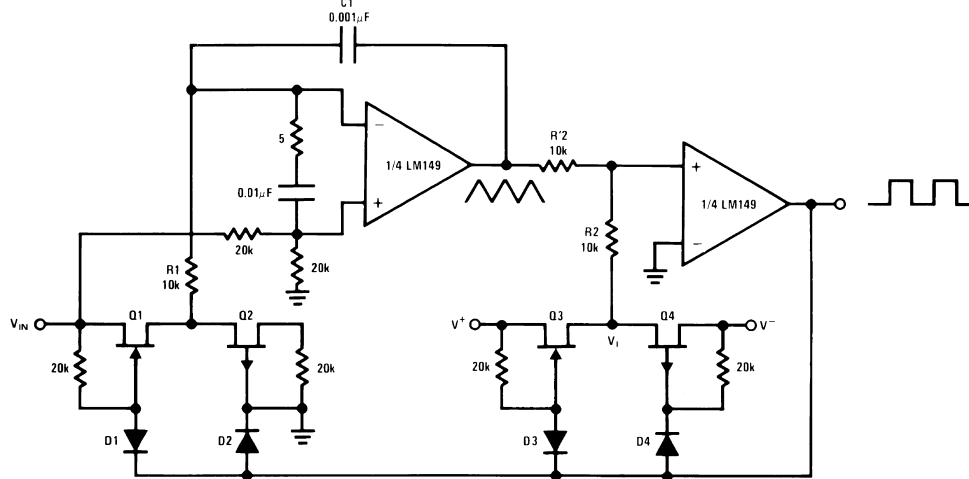 C1
0.001µF
5
0.01µF
−
+
1/4 LM149
R'2
10k
+
−
1/4 LM149
R2
10k
20k
20k
R1
10k
VIN
Q1
Q2
20k
20k
D1
D2
V+
Q3
VI
Q4
V−
20k
20k
D3
D4